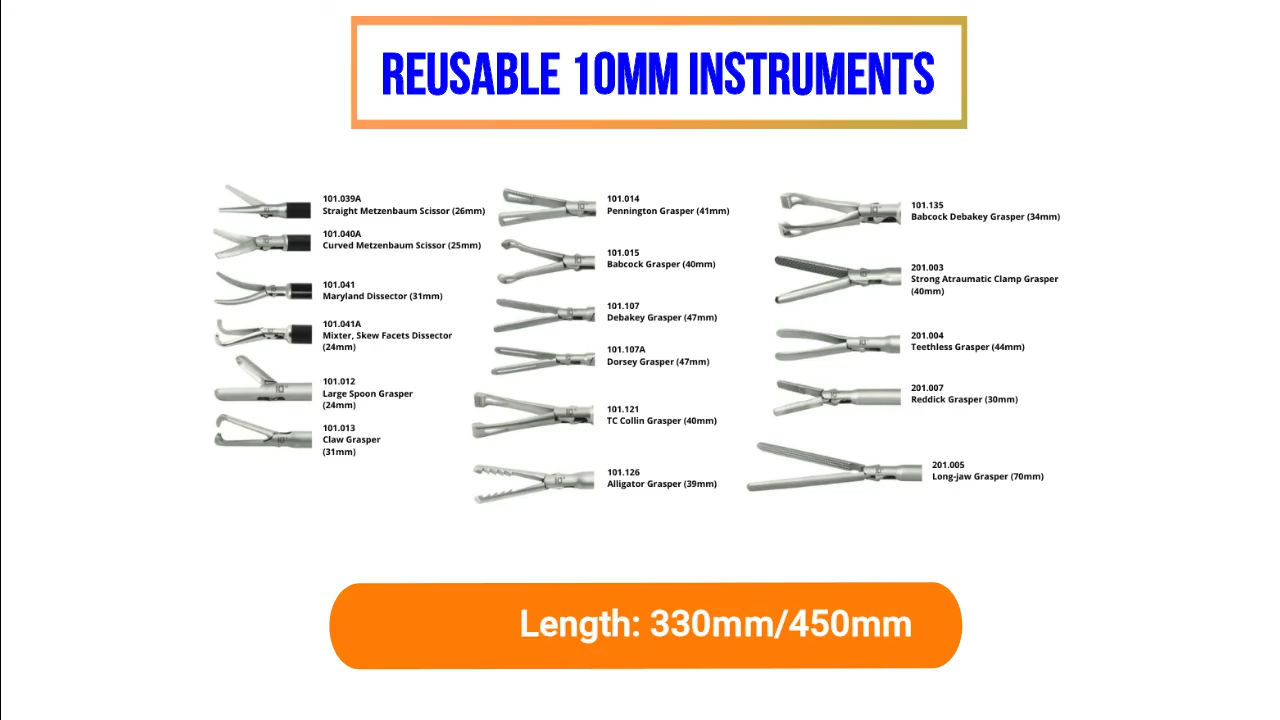 REUSABLE 10MM INSTRUMENTS
101.039A
Straight Metzenbaum Scissor (26mm)
101.040A
Curved Metzenbaum Scissor (25mm)
101.041
Maryland Dissector (31mm)
101.041A
Mixter, Skew Facets Dissector
(24mm)
101.012
Large Spoon Grasper
(24mm)
101.013
Claw Grasper
(31mm)
101.014
Pennington Grasper (41mm)
101.015
Babcock Grasper (40mm)
101.107
Debakey Grasper (47mm)
101.107A
Dorsey Grasper (47mm)
101.121
TC Collin Grasper (40mm)
101.126
Alligator Grasper (39mm)
101.135
Babcock Debakey Grasper (34mm)
201.003
Strong Atraumatic Clamp Grasper
(40mm)
201.004
Teethless Grasper (44mm)
201.007
Reddick Grasper (30mm)
201.005
Long-jaw Grasper (70mm)
Length: 330mm/450mm